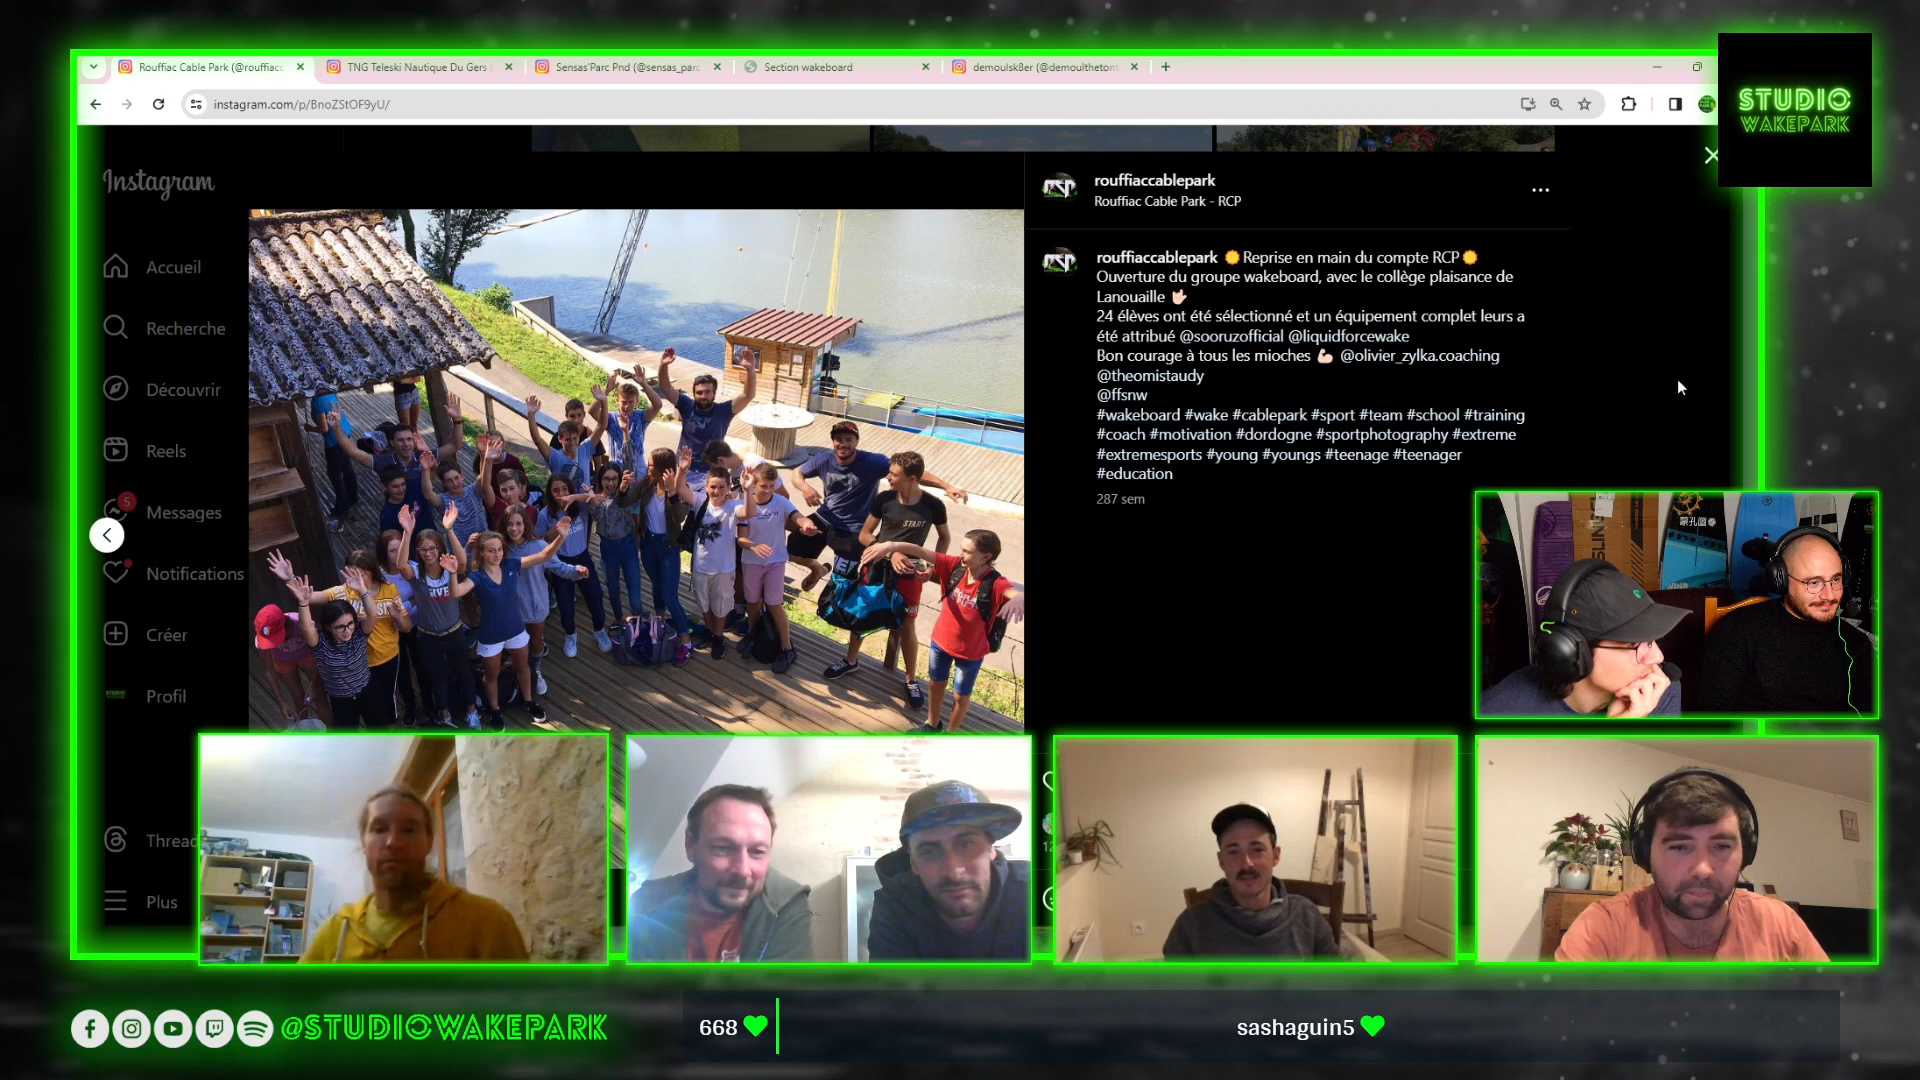 Rouffiac Cable Park (@rouffiacc
TNG Teleski Nautique Du Gers
Sensas'Parc Pnd (@sensas_parc
Section wakeboard
demoulsk8er (@demoulthetont
instagram.com/p/BnoZStOF9yU/
STUDIO
WAKEPARK
Instagram
Accueil
Recherche
Découvrir
Reels
5
Messages
Notifications
Créer
Profil
Thread
Plus
rouffiaccablepark
Rouffiac Cable Park - RCP
rouffiaccablepark 🌞Reprise en main du compte RCP🌞
Ouverture du groupe wakeboard, avec le collège plaisance de
Lanouaille 🤟🏻
24 élèves ont été sélectionné et un équipement complet leurs a
été attribué @sooruzofficial @liquidforcewake
Bon courage à tous les mioches 💪🏻 @olivier_zylka.coaching
@theomistaudy
@ffsnw
#wakeboard #wake #cablepark #sport #team #school #training
#coach #motivation #dordogne #sportphotography #extreme
#extremesports #young #youngs #teenage #teenager
#education
287 sem
START
@STUDIOWAKEPARK
668
sashaguin5